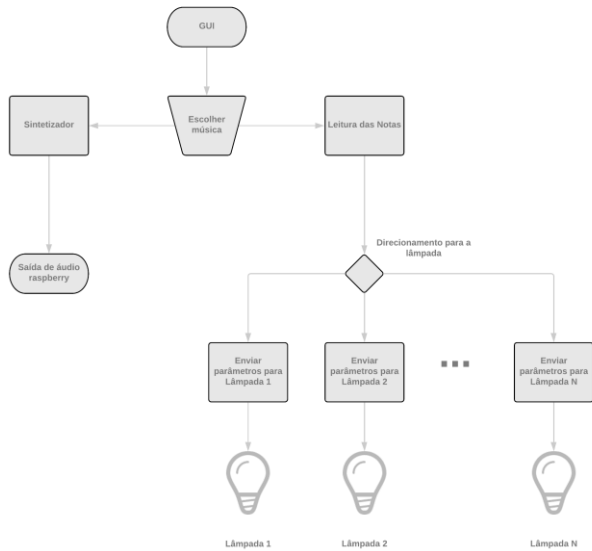 GUI
Escolher
música
Sintetizador
Leitura das Notas
Direcionamento para a
lâmpada
Saída de áudio
raspberry
Enviar
parâmetros para
Lâmpada 1
Enviar
parâmetros para
Lâmpada 2
Enviar
parâmetros para
Lâmpada N
Lâmpada 1
Lâmpada 2
Lâmpada N